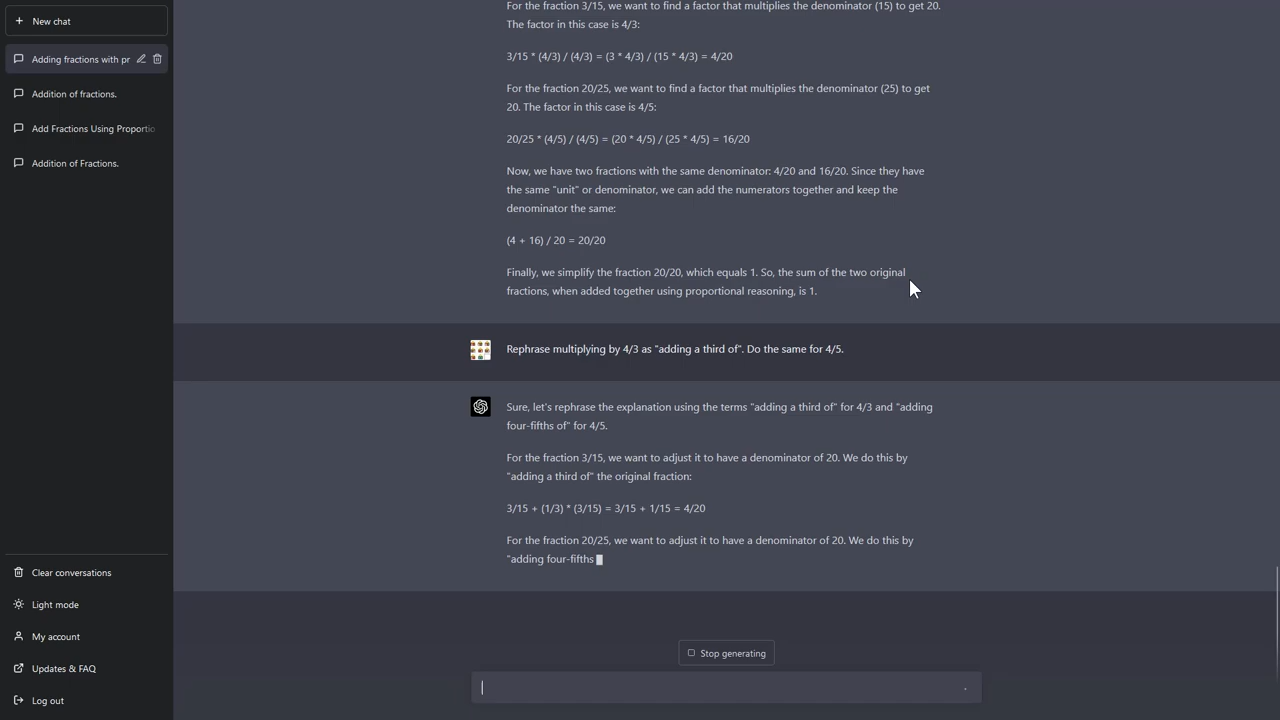 New chat
Adding fractions with pr
Addition of fractions.
Add Fractions Using Proportio
Addition of Fractions.
Clear conversations
Light mode
My account
Updates & FAQ
Log out
For the fraction 3/15, we want to find a factor that multiplies the denominator (15) to get 20.
The factor in this case is 4/3:
3/15 * (4/3) / (4/3) = (3 * 4/3) / (15 * 4/3) = 4/20
For the fraction 20/25, we want to find a factor that multiplies the denominator (25) to get
20. The factor in this case is 4/5:
20/25 * (4/5) / (4/5) = (20 * 4/5) / (25 * 4/5) = 16/20
Now, we have two fractions with the same denominator: 4/20 and 16/20. Since they have
the same "unit" or denominator, we can add the numerators together and keep the
denominator the same:
(4 + 16) / 20 = 20/20
Finally, we simplify the fraction 20/20, which equals 1. So, the sum of the two original
fractions, when added together using proportional reasoning, is 1.
Rephrase multiplying by 4/3 as "adding a third of". Do the same for 4/5.
Sure, let's rephrase the explanation using the terms "adding a third of" for 4/3 and "adding
four-fifths of" for 4/5.
For the fraction 3/15, we want to adjust it to have a denominator of 20. We do this by
"adding a third of" the original fraction:
3/15 + (1/3) * (3/15) = 3/15 + 1/15 = 4/20
For the fraction 20/25, we want to adjust it to have a denominator of 20. We do this by
"adding four-fifths
Stop generating